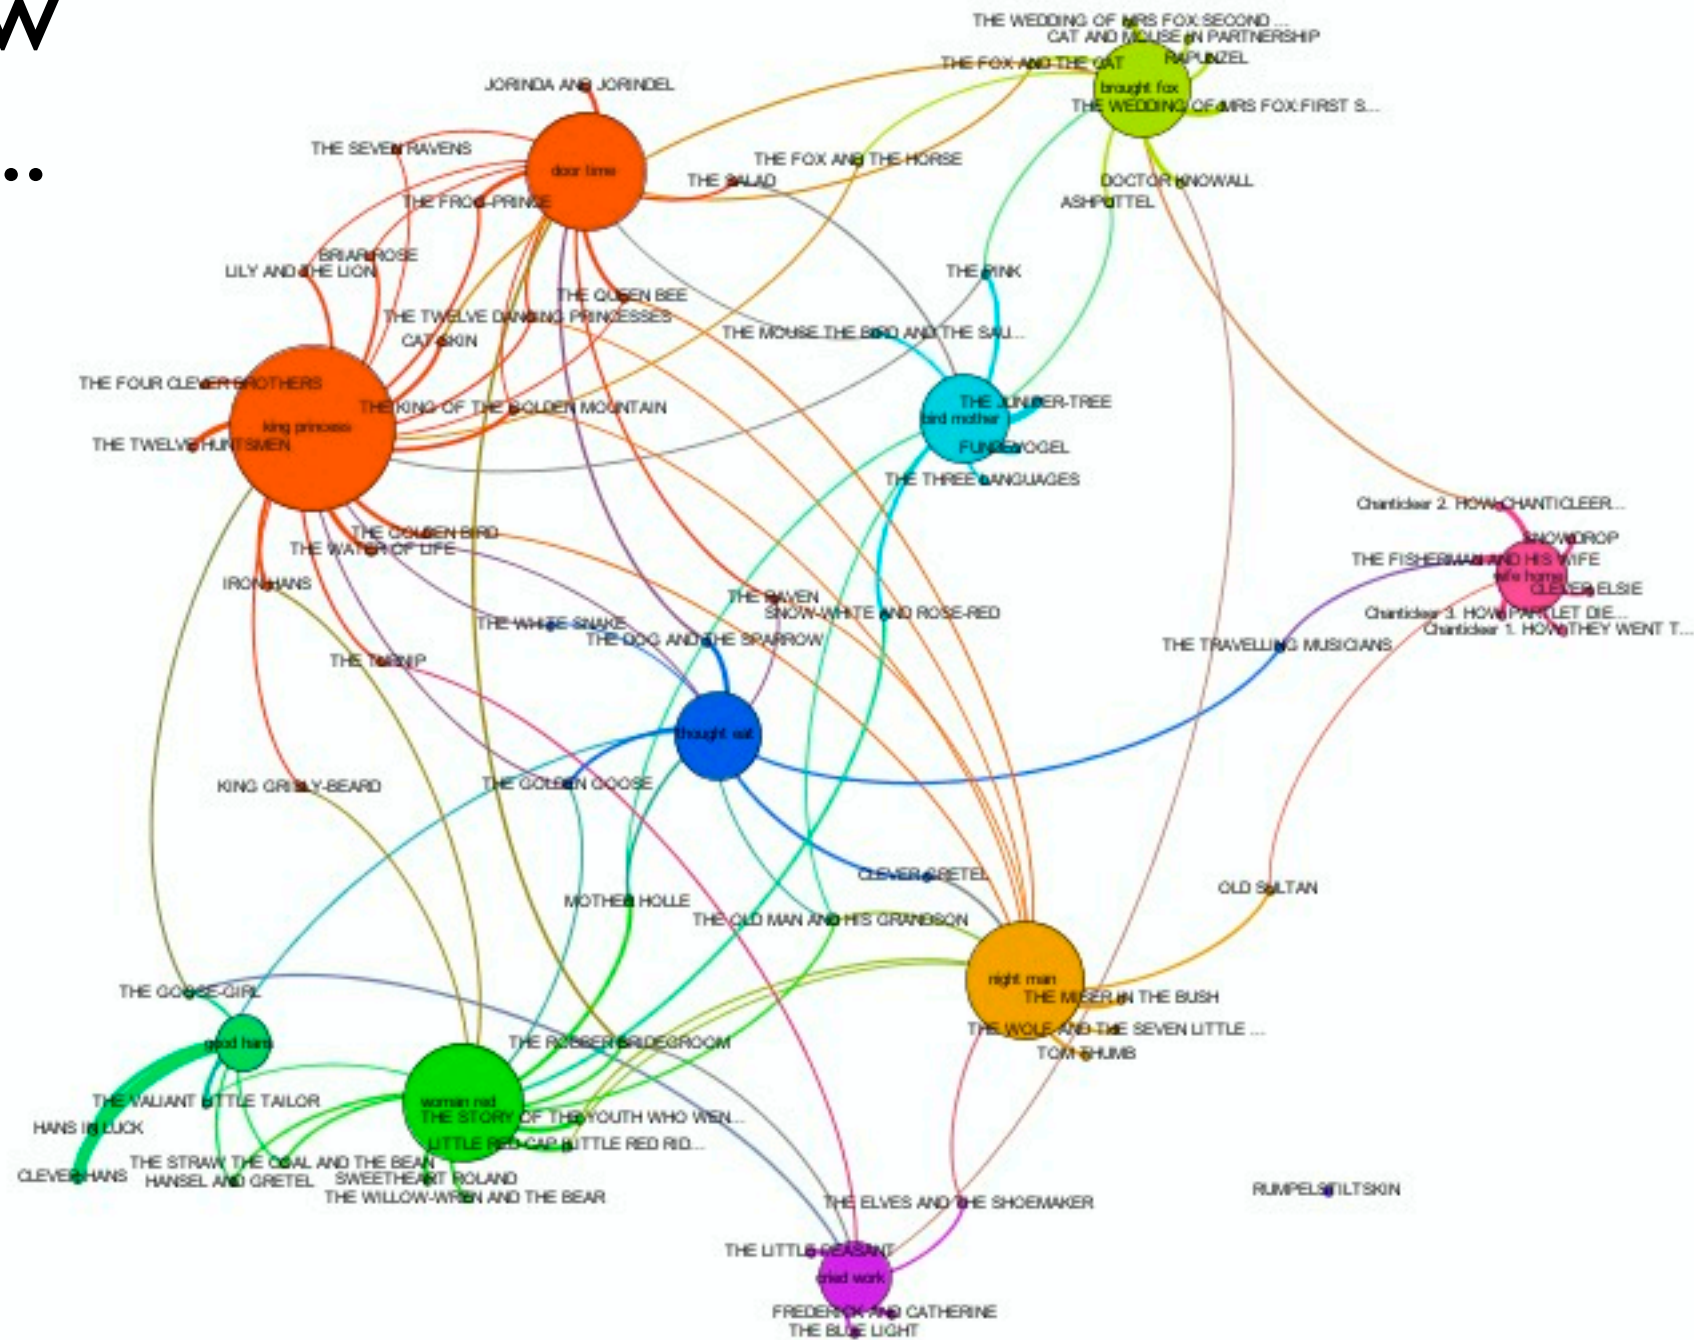 W
..
THE WEDDING OF MRS FOX:SECOND ...
CAT AND MOUSE IN PARTNERSHIP
RAPUNZEL
THE FOX AND THE CAT
brought fox
THE WEDDING OF MRS FOX:FIRST S...
JORINDA AND JORINDEL
THE SEVEN RAVENS
door time
THE FOX AND THE HORSE
THE SALAD
DOCTOR KNOWALL
ASHPUTTEL
THE FROG-PRINCE
BRIAR ROSE
LILY AND THE LION
THE PINK
THE QUEEN BEE
THE TWELVE DANCING PRINCESSES
THE MOUSE THE BIRD AND THE SAU...
CAT-SKIN
THE FOUR CLEVER BROTHERS
THE KING OF THE GOLDEN MOUNTAIN
king princess
THE TWELVE HUNTSMEN
THE JUNIPER-TREE
bird mother
FUNDEVOGEL
THE THREE LANGUAGES
Chanticleer 2. HOW CHANTICLEER...
SNOWDROP
THE FISHERMAN AND HIS WIFE
wife home
CLEVER ELSIE
Chanticleer 3. HOW PARTLET DIE...
Chanticleer 1. HOW THEY WENT T...
THE TRAVELLING MUSICIANS
THE GOLDEN BIRD
THE WATER OF LIFE
IRON HANS
THE RAVEN
SNOW-WHITE AND ROSE-RED
THE WHITE SNAKE
THE DOG AND THE SPARROW
THE TURNIP
thought eat
KING GRISLY-BEARD
THE GOLDEN GOOSE
CLEVER GRETEL
OLD SULTAN
MOTHER HOLLE
THE OLD MAN AND HIS GRANDSON
night man
THE MISER IN THE BUSH
THE WOLF AND THE SEVEN LITTLE ...
TOM THUMB
THE GOOSE-GIRL
good hans
THE ROBBER BRIDEGROOM
THE VALIANT LITTLE TAILOR
woman red
THE STORY OF THE YOUTH WHO WEN...
HANS IN LUCK
LITTLE RED-CAP [LITTLE RED RID...
THE STRAW THE COAL AND THE BEAN
CLEVER HANS
HANSEL AND GRETEL
SWEETHEART ROLAND
THE WILLOW-WREN AND THE BEAR
THE ELVES AND THE SHOEMAKER
RUMPELSTILTSKIN
THE LITTLE PEASANT
cried work
FREDERICK AND CATHERINE
THE BLUE LIGHT